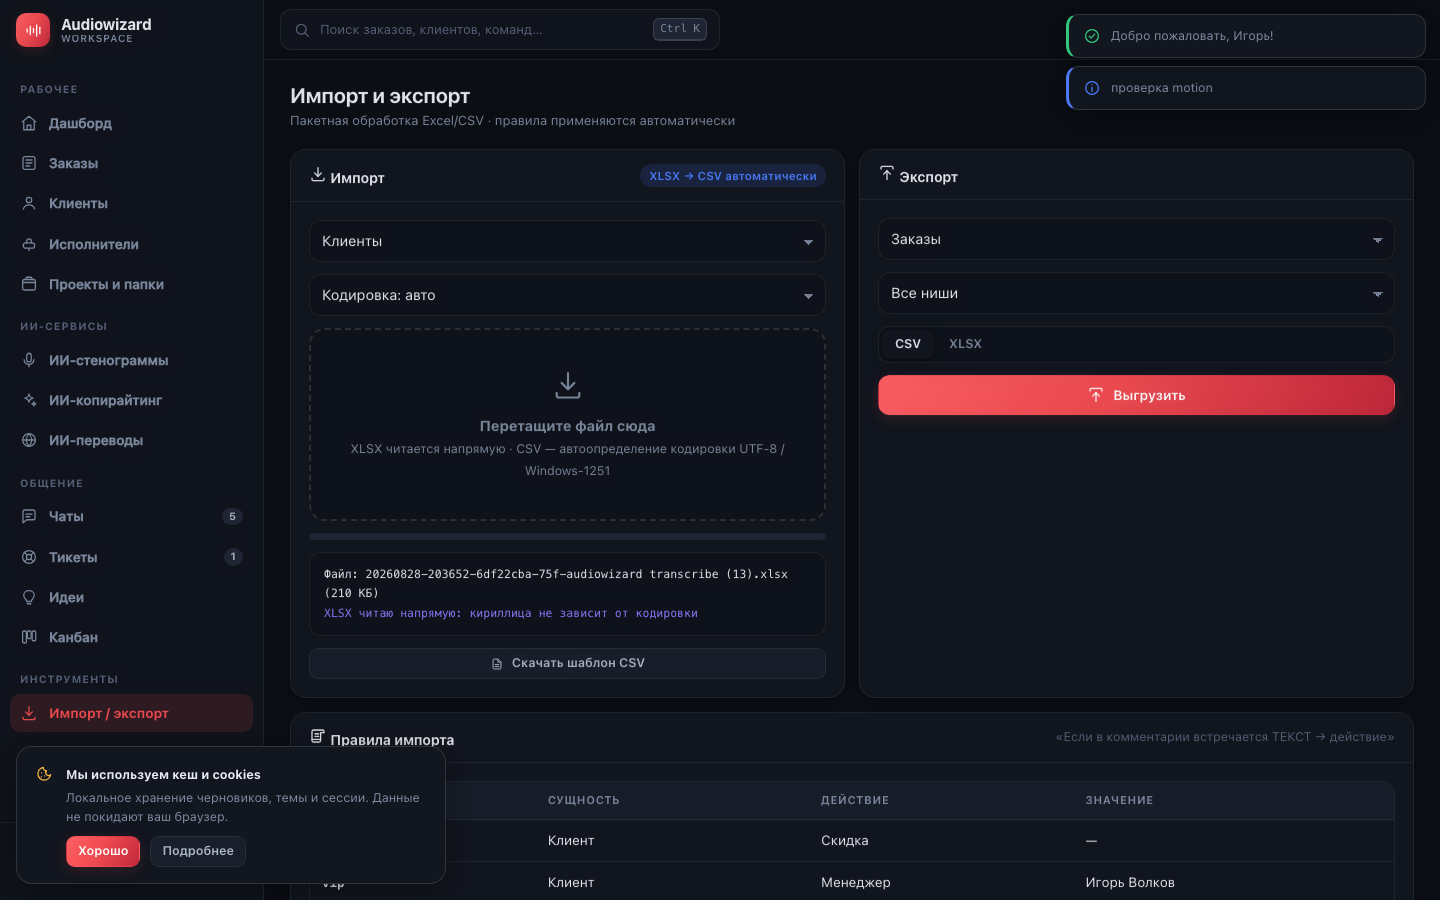 Audiowizard
WORKSPACE
РАБОЧЕЕ
Дашборд
Заказы
Клиенты
Исполнители
Проекты и папки
ИИ-СЕРВИСЫ
ИИ-стенограммы
ИИ-копирайтинг
ИИ-переводы
ОБЩЕНИЕ
Чаты 5
Тикеты 1
Идеи
Канбан
ИНСТРУМЕНТЫ
Импорт / экспорт
Поиск заказов, клиентов, команд… Ctrl K
Добро пожаловать, Игорь!
проверка motion
Импорт и экспорт
Пакетная обработка Excel/CSV · правила применяются автоматически
Импорт
XLSX → CSV автоматически
Клиенты
Кодировка: авто
Перетащите файл сюда
XLSX читается напрямую · CSV — автоопределение кодировки UTF-8 /
Windows-1251
Файл: 20260828-203652-6df22cba-75f-audiowizard transcribe (13).xlsx
(210 КБ)
XLSX читаю напрямую: кириллица не зависит от кодировки
Скачать шаблон CSV
Экспорт
Заказы
Все ниши
CSV XLSX
Выгрузить
Правила импорта
«Если в комментарии встречается ТЕКСТ → действие»
СУЩНОСТЬ ДЕЙСТВИЕ ЗНАЧЕНИЕ
Клиент Скидка —
Клиент Менеджер Игорь Волков
Мы используем кеш и cookies
Локальное хранение черновиков, темы и сессии. Данные
не покидают ваш браузер.
Хорошо Подробнее